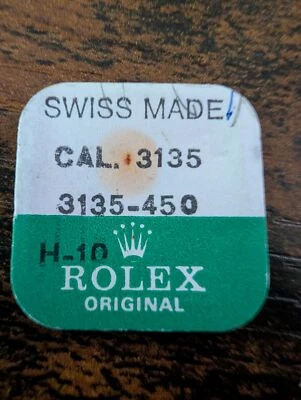 SWISS MADE
CAL. 3135
3135-450
H-10
ROLEX
ORIGINAL